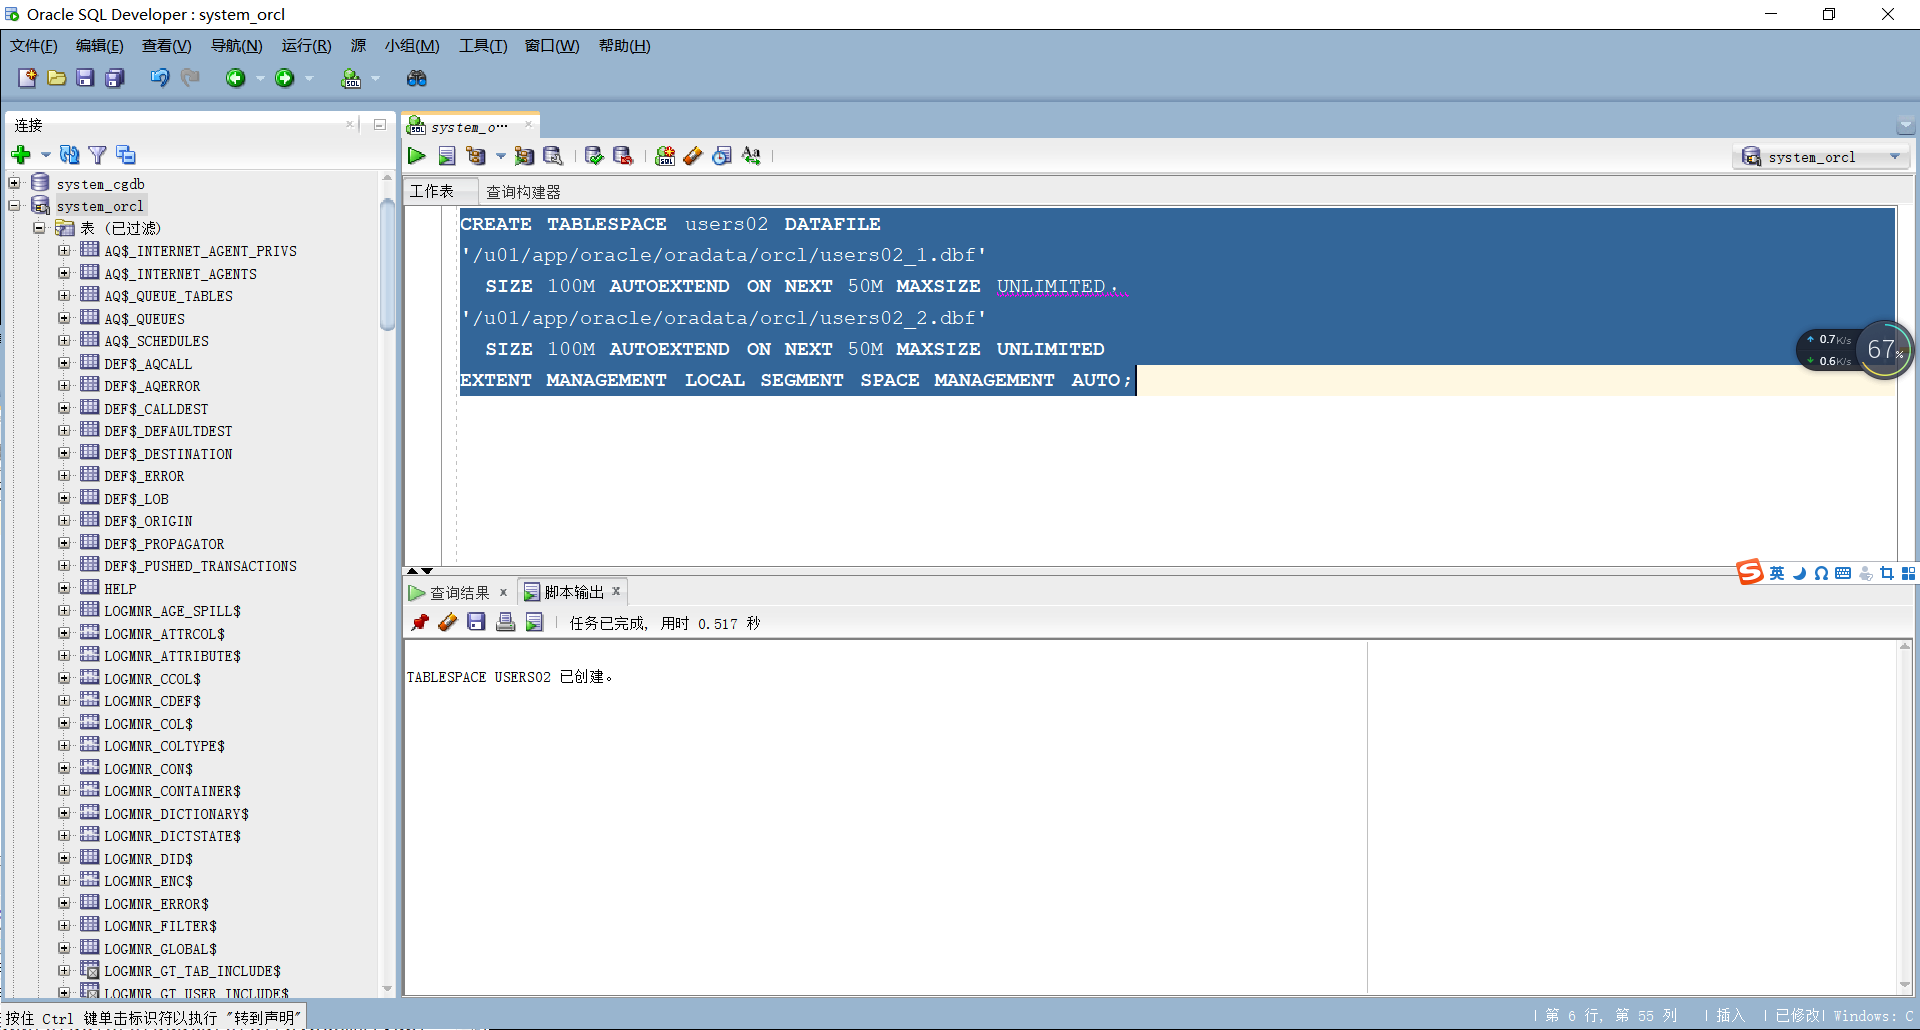 Oracle SQL Developer : system_orcl
文件(F) 编辑(E) 查看(V) 导航(N) 运行(R) 源 小组(M) 工具(T) 窗口(W) 帮助(H)
连接
system_cgdb
system_orcl
表 (已过滤)
AQ$_INTERNET_AGENT_PRIVS
AQ$_INTERNET_AGENTS
AQ$_QUEUE_TABLES
AQ$_QUEUES
AQ$_SCHEDULES
DEF$_AQCALL
DEF$_AQERROR
DEF$_CALLDEST
DEF$_DEFAULTDEST
DEF$_DESTINATION
DEF$_ERROR
DEF$_LOB
DEF$_ORIGIN
DEF$_PROPAGATOR
DEF$_PUSHED_TRANSACTIONS
HELP
LOGMNR_AGE_SPILL$
LOGMNR_ATTRCOL$
LOGMNR_ATTRIBUTE$
LOGMNR_CCOL$
LOGMNR_CDEF$
LOGMNR_COL$
LOGMNR_COLTYPE$
LOGMNR_CON$
LOGMNR_CONTAINER$
LOGMNR_DICTIONARY$
LOGMNR_DICTSTATE$
LOGMNR_DID$
LOGMNR_ENC$
LOGMNR_ERROR$
LOGMNR_FILTER$
LOGMNR_GLOBAL$
LOGMNR_GT_TAB_INCLUDE$
LOGMNR_GT_USER_INCLUDE$
system_o…
system_orcl
工作表 查询构建器
CREATE TABLESPACE users02 DATAFILE
'/u01/app/oracle/oradata/orcl/users02_1.dbf'
SIZE 100M AUTOEXTEND ON NEXT 50M MAXSIZE UNLIMITED，
'/u01/app/oracle/oradata/orcl/users02_2.dbf'
SIZE 100M AUTOEXTEND ON NEXT 50M MAXSIZE UNLIMITED
EXTENT MANAGEMENT LOCAL SEGMENT SPACE MANAGEMENT AUTO;
0.7K/s
0.6K/s
67%
英
查询结果 脚本输出
任务已完成, 用时 0.517 秒
TABLESPACE USERS02 已创建。
按住 Ctrl 键单击标识符以执行 "转到声明"
第 6 行, 第 55 列 | 插入 | 已修改| Windows: C